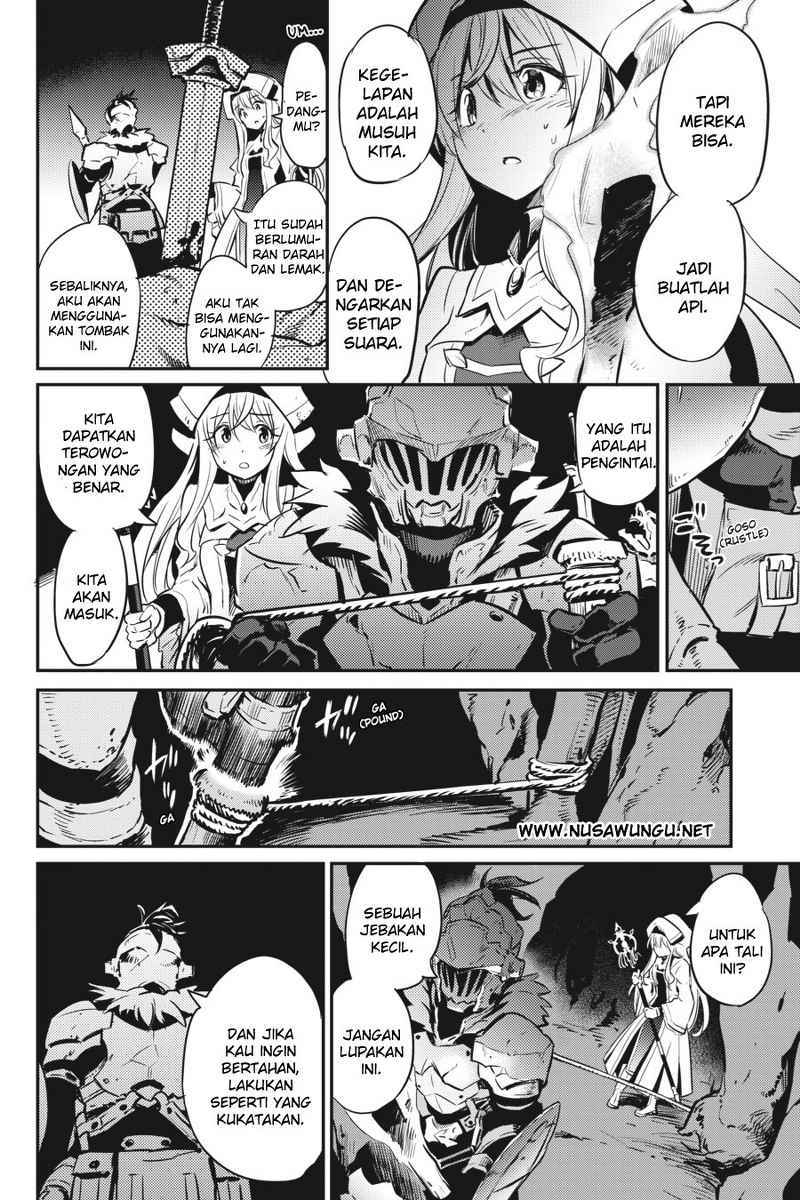 TAPI
MEREKA
BISA.
JADI
BUATLAH
API.
KEGE-
LAPAN
ADALAH
MUSUH
KITA.
DAN DE-
NGARKAN
SETIAP
SUARA.
UM....
PE-
DANG-
MU?
ITU SUDAH
BERLUMU-
RAN DARAH
DAN LEMAK.
AKU TAK
BISA MENG-
GUNAKAN-
NYA LAGI.
SEBALIKNYA,
AKU AKAN
MENGGUNA-
KAN TOMBAK
INI.
GOSO
(RUSTLE)
YANG ITU
ADALAH
PENGINTAI.
KITA
DAPATKAN
TEROWO-
NGAN YANG
BENAR.
KITA
AKAN
MASUK.
ガッ
GA
(POUND)
ガッ
GA
WWW.NUSAWUNGU.NET
UNTUK
APA TALI
INI?
SEBUAH
JEBAKAN
KECIL.
JANGAN
LUPAKAN
INI.
DAN JIKA
KAU INGIN
BERTAHAN,
LAKUKAN
SEPERTI YANG
KUKATAKAN.